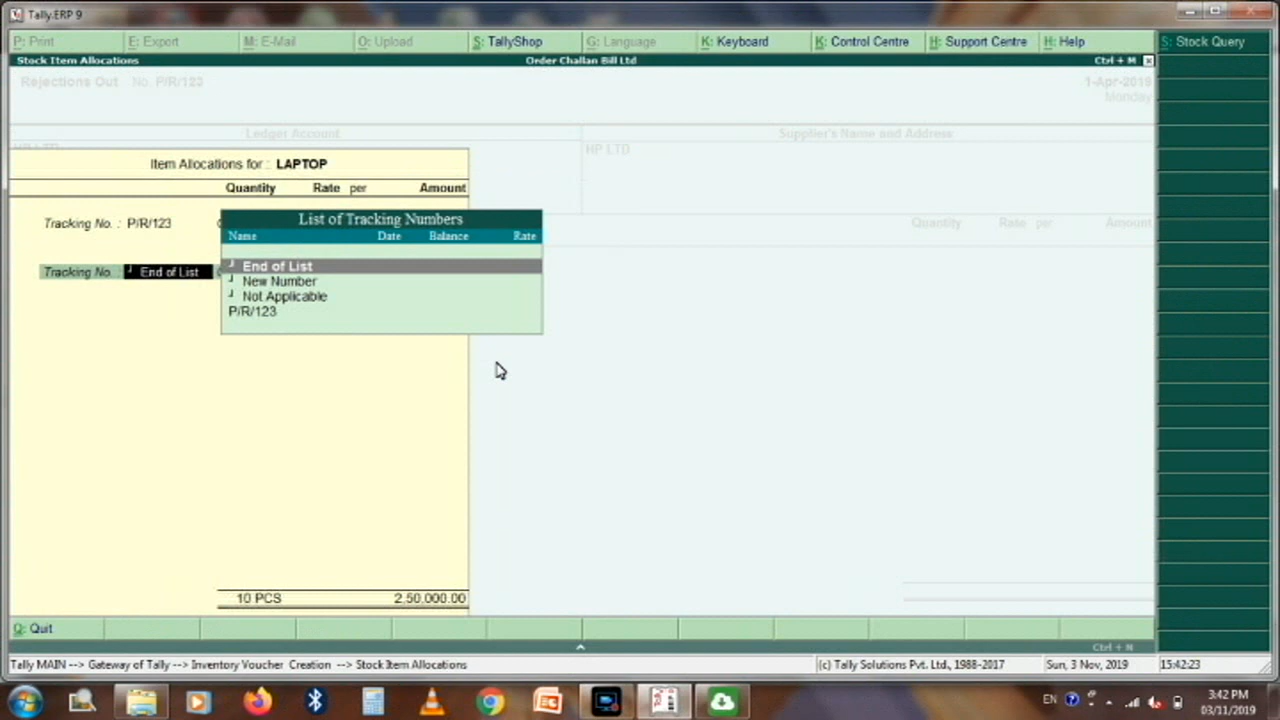 Tally.ERP 9
P: Print E: Export M: E-Mail O: Upload S: TallyShop G: Language K: Keyboard K: Control Centre H: Support Centre H: Help S: Stock Query
Stock Item Allocations Order Challan Bill Ltd Ctrl + M
Rejections Out No. P/R/123 1-Apr-2019
Monday
Ledger Account Supplier's Name and Address
HP LTD
Item Allocations for : LAPTOP
Quantity Rate per Amount
Tracking No. : P/R/123
Quantity Rate per Amount
List of Tracking Numbers
Name Date Balance Rate
End of List
New Number
Not Applicable
P/R/123
Tracking No. : End of List
10 PCS 2,50,000.00
Q: Quit
Ctrl + M
Tally MAIN --> Gateway of Tally --> Inventory Voucher Creation --> Stock Item Allocations (c) Tally Solutions Pvt. Ltd., 1988-2017 Sun, 3 Nov, 2019 15:42:23
EN 3:42 PM
03/11/2019